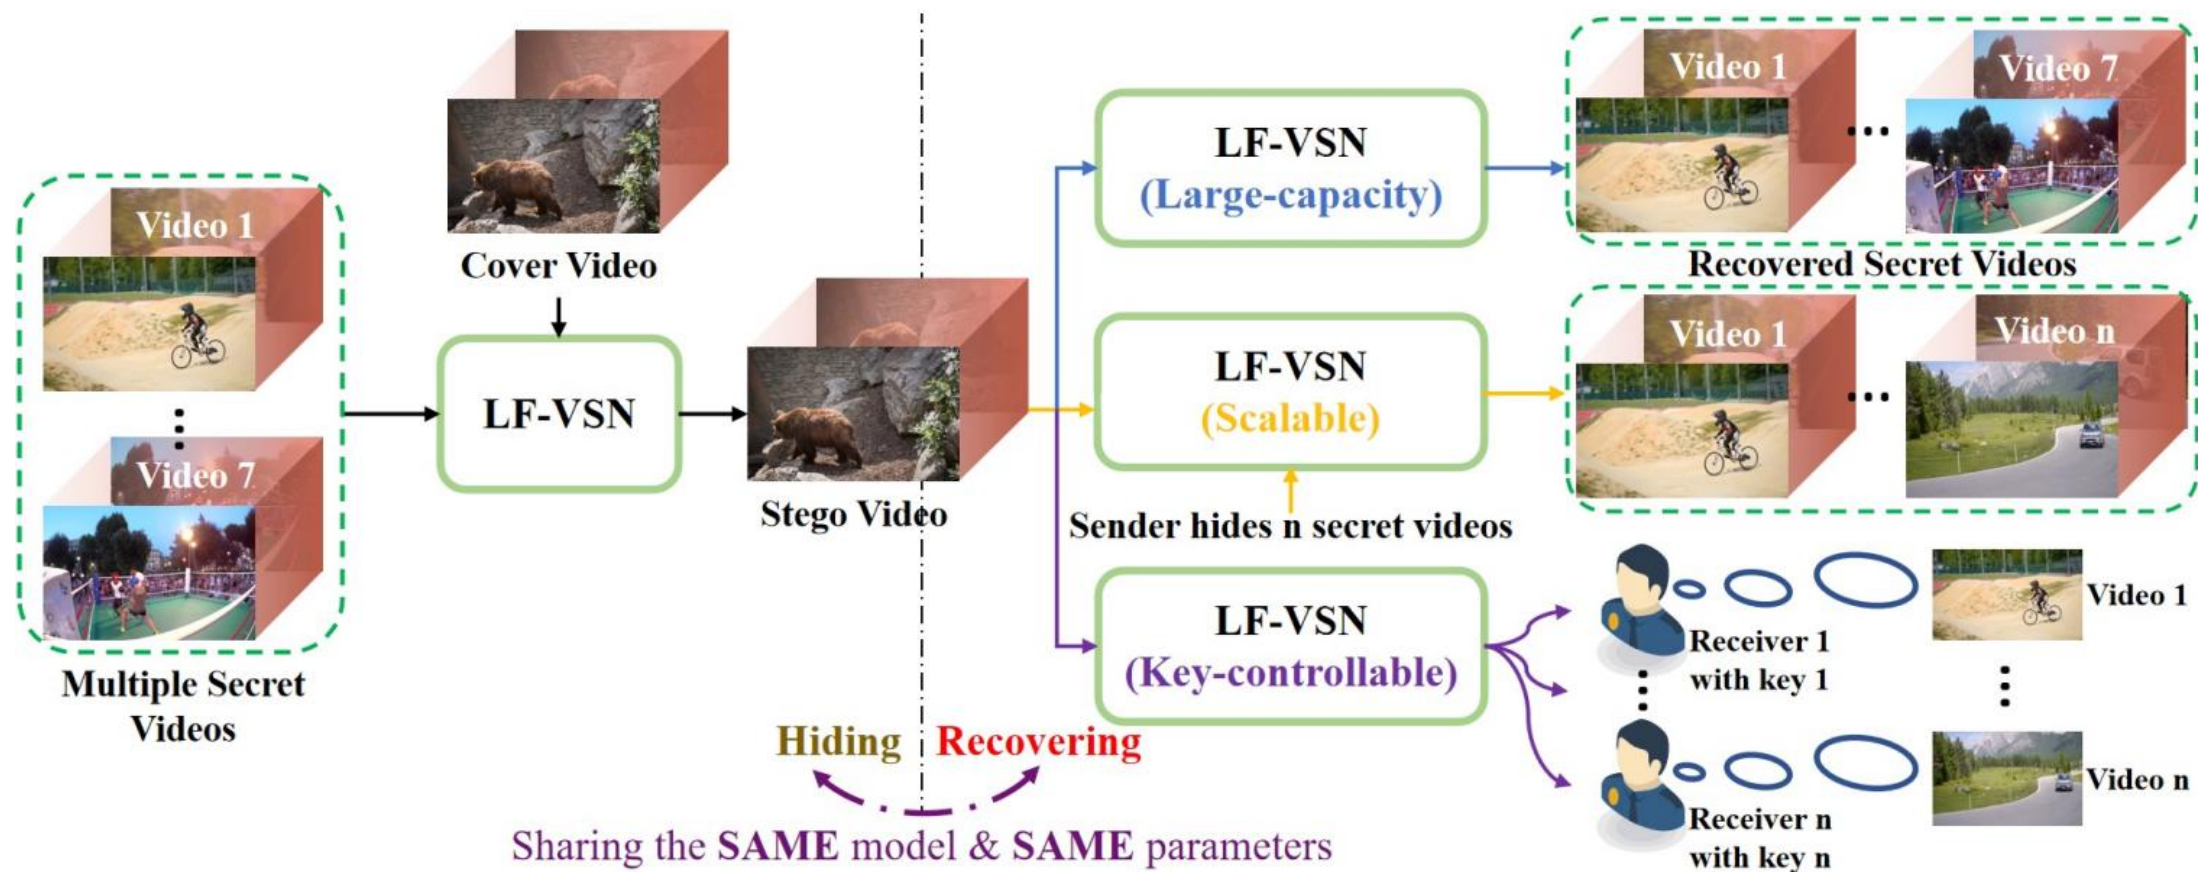 Video 1
Video 7
Multiple Secret
Videos
Cover Video
LF-VSN
Stego Video
Hiding
Recovering
Sharing the SAME model & SAME parameters
LF-VSN
(Large-capacity)
Video 1
Video 7
Recovered Secret Videos
LF-VSN
(Scalable)
Sender hides n secret videos
Video 1
Video n
LF-VSN
(Key-controllable)
Receiver 1
with key 1
Video 1
Receiver n
with key n
Video n